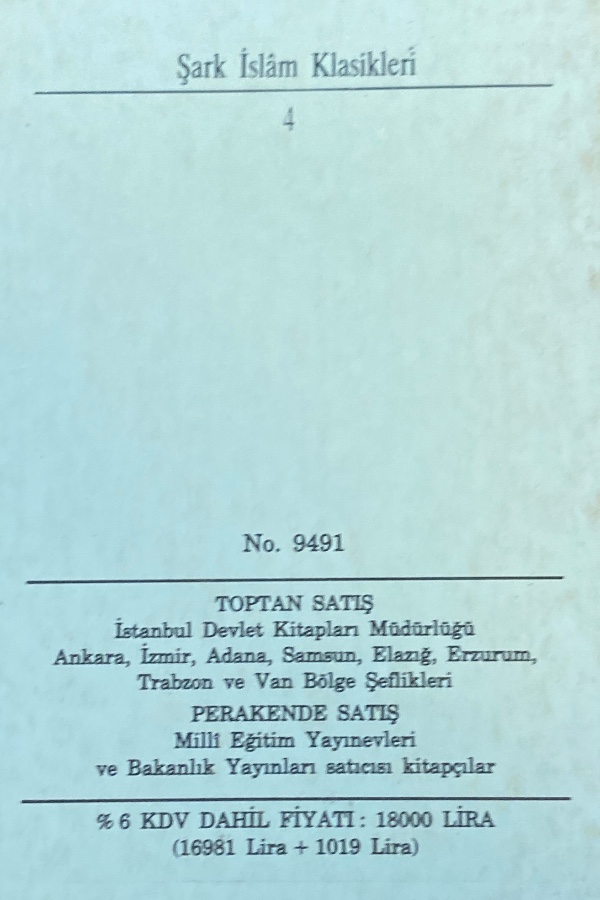 Şark İslâm Klasikleri
4
No. 9491
TOPTAN SATIŞ
İstanbul Devlet Kitapları Müdürlüğü
Ankara, İzmir, Adana, Samsun, Elazığ, Erzurum,
Trabzon ve Van Bölge Şeflikleri
PERAKENDE SATIŞ
Millî Eğitim Yayınevleri
ve Bakanlık Yayınları satıcısı kitapçılar
% 6 KDV DAHİL FİYATI : 18000 LİRA
(16981 Lira + 1019 Lira)